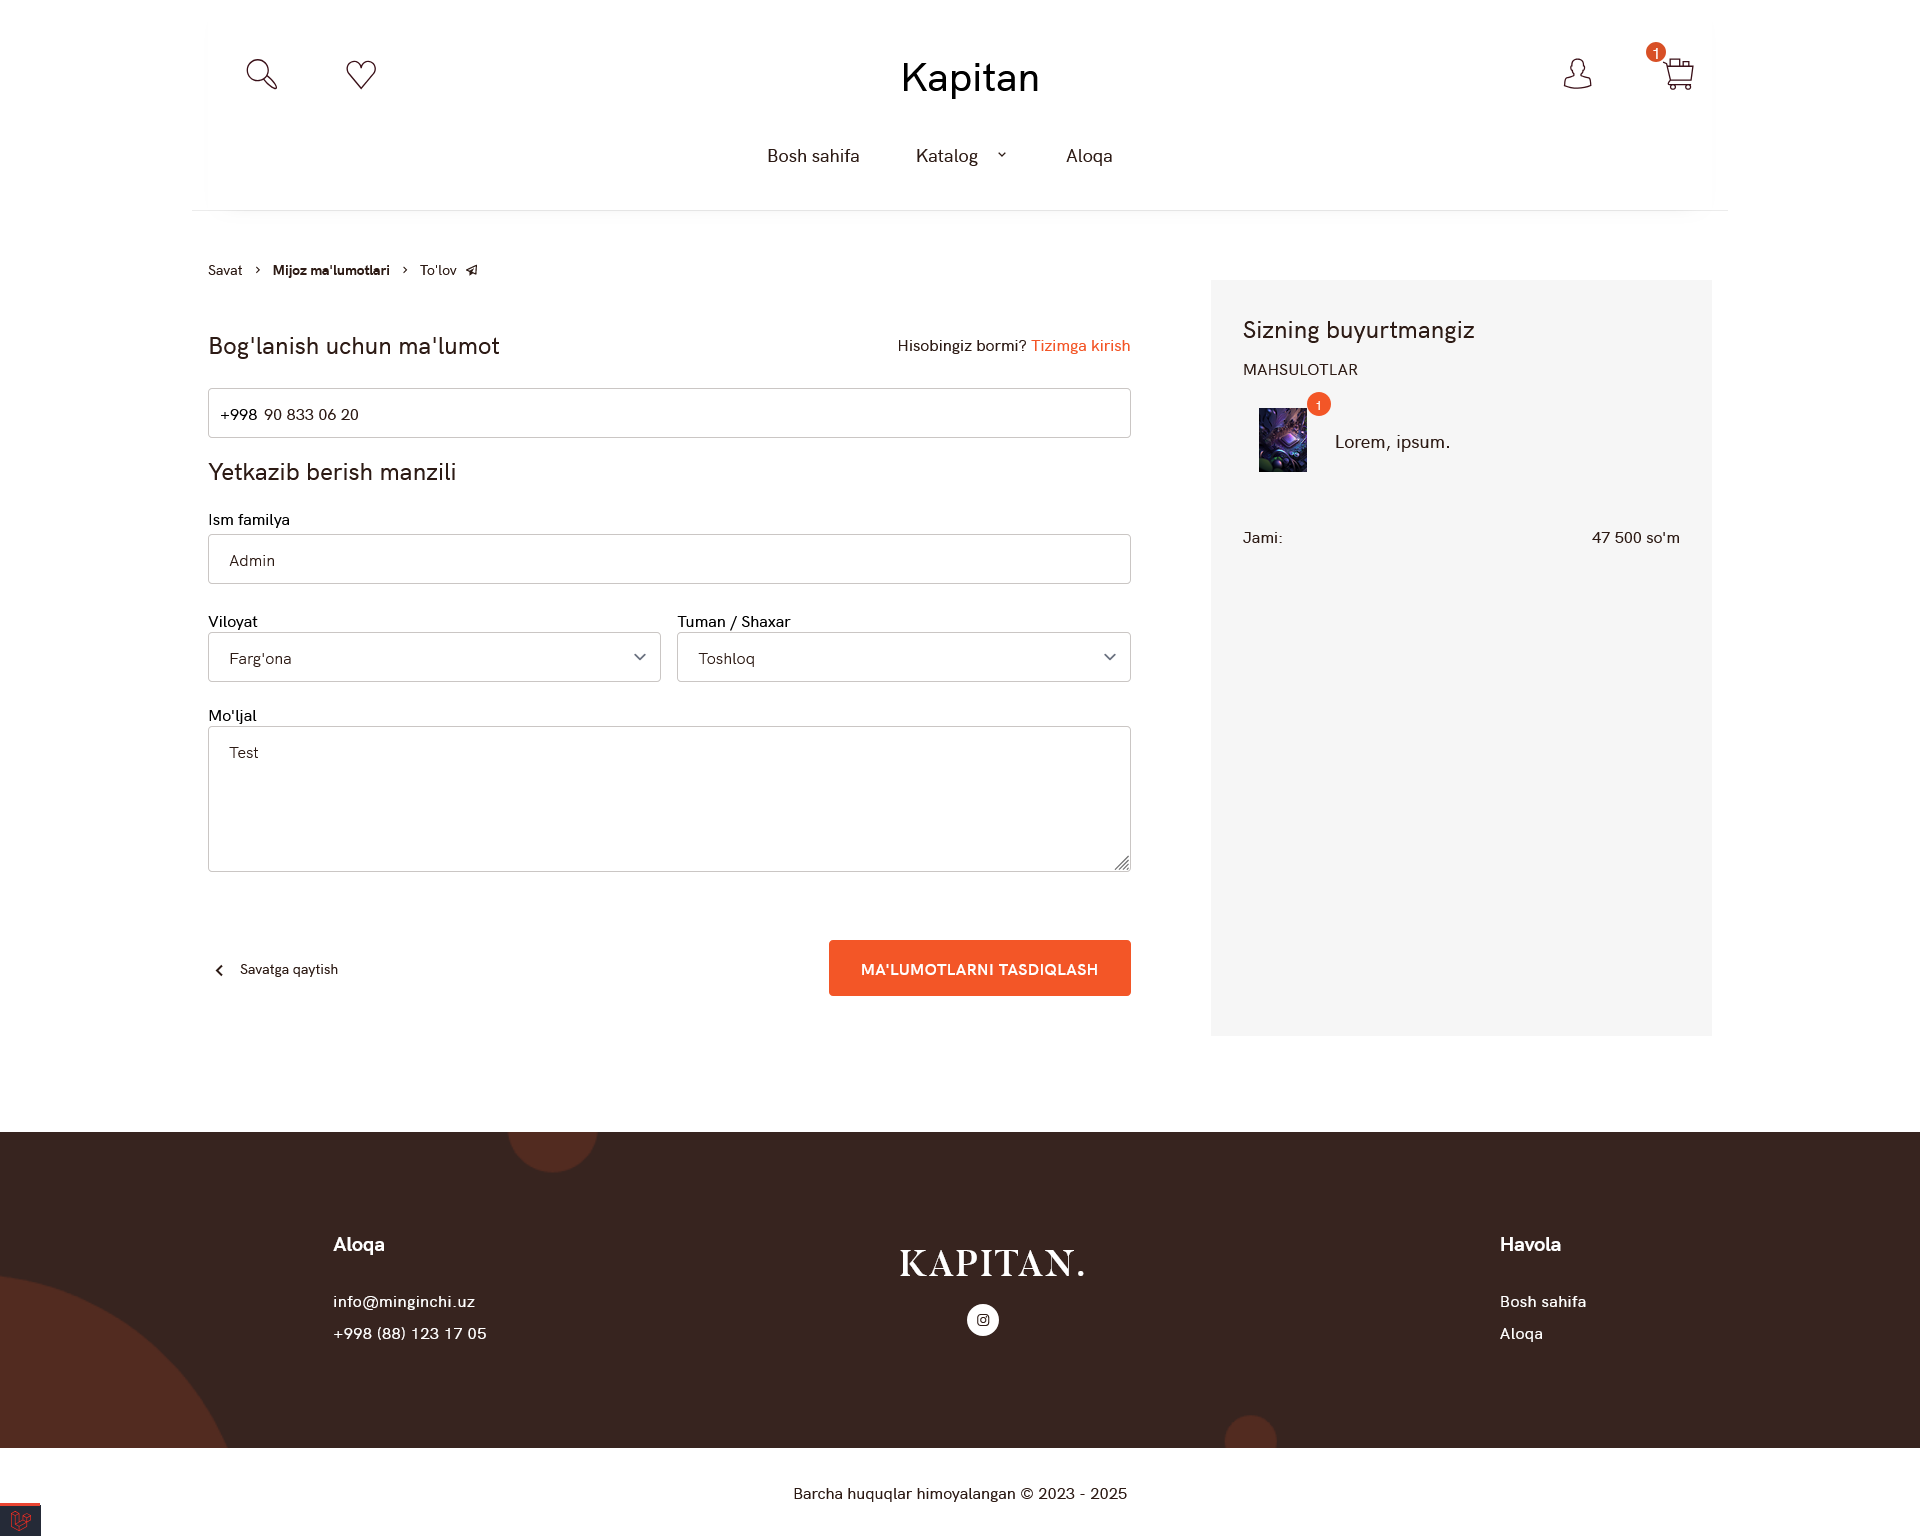 1
Kapitan
Bosh sahifa Katalog Aloqa
Savat > Mijoz ma'lumotlari > To'lov
Bog'lanish uchun ma'lumot
Hisobingiz bormi? Tizimga kirish
+998 90 833 06 20
Yetkazib berish manzili
Ism familya
Admin
Viloyat
Farg'ona
Tuman / Shaxar
Toshloq
Mo'ljal
Test
Savatga qaytish
MA'LUMOTLARNI TASDIQLASH
Sizning buyurtmangiz
MAHSULOTLAR
1
Lorem, ipsum.
Jami: 47 500 so'm
Aloqa
info@minginchi.uz
+998 (88) 123 17 05
KAPITAN.
Havola
Bosh sahifa
Aloqa
Barcha huquqlar himoyalangan © 2023 - 2025